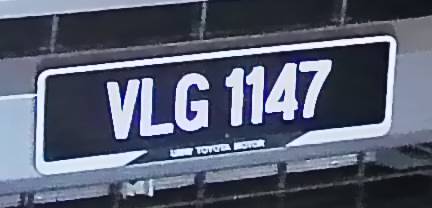 VLG 1147
UMW TOYOTA MOTOR